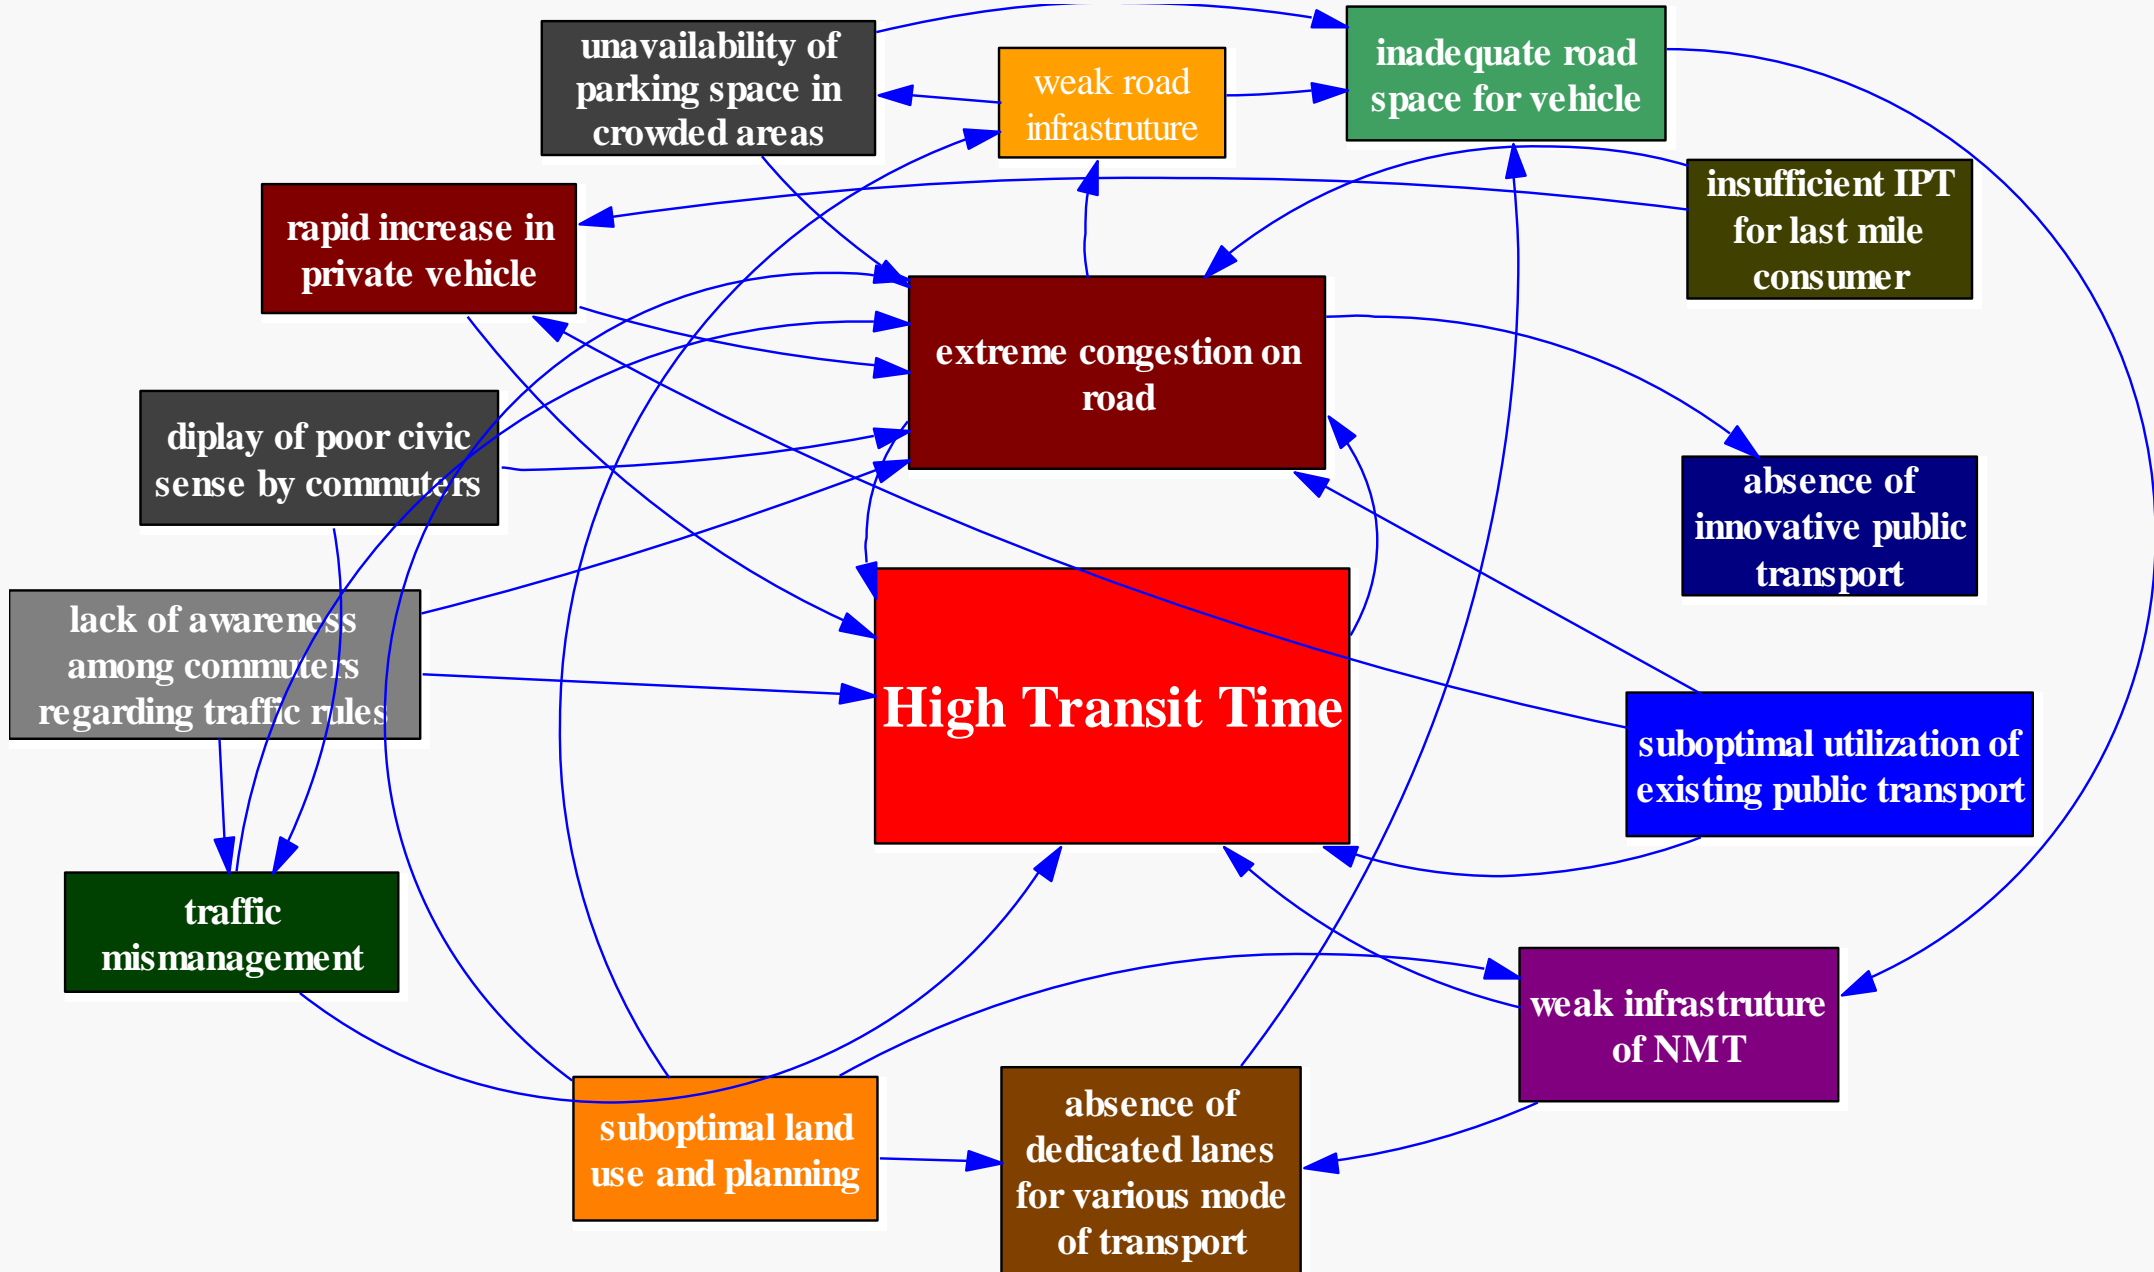 unavailability of
parking space in
crowded areas
weak road
infrastruture
inadequate road
space for vehicle
insufficient IPT
for last mile
consumer
rapid increase in
private vehicle
extreme congestion on
road
diplay of poor civic
sense by commuters
absence of
innovative public
transport
lack of awareness
among commuters
regarding traffic rules
High Transit Time
suboptimal utilization of
existing public transport
traffic
mismanagement
weak infrastruture
of NMT
suboptimal land
use and planning
absence of
dedicated lanes
for various mode
of transport